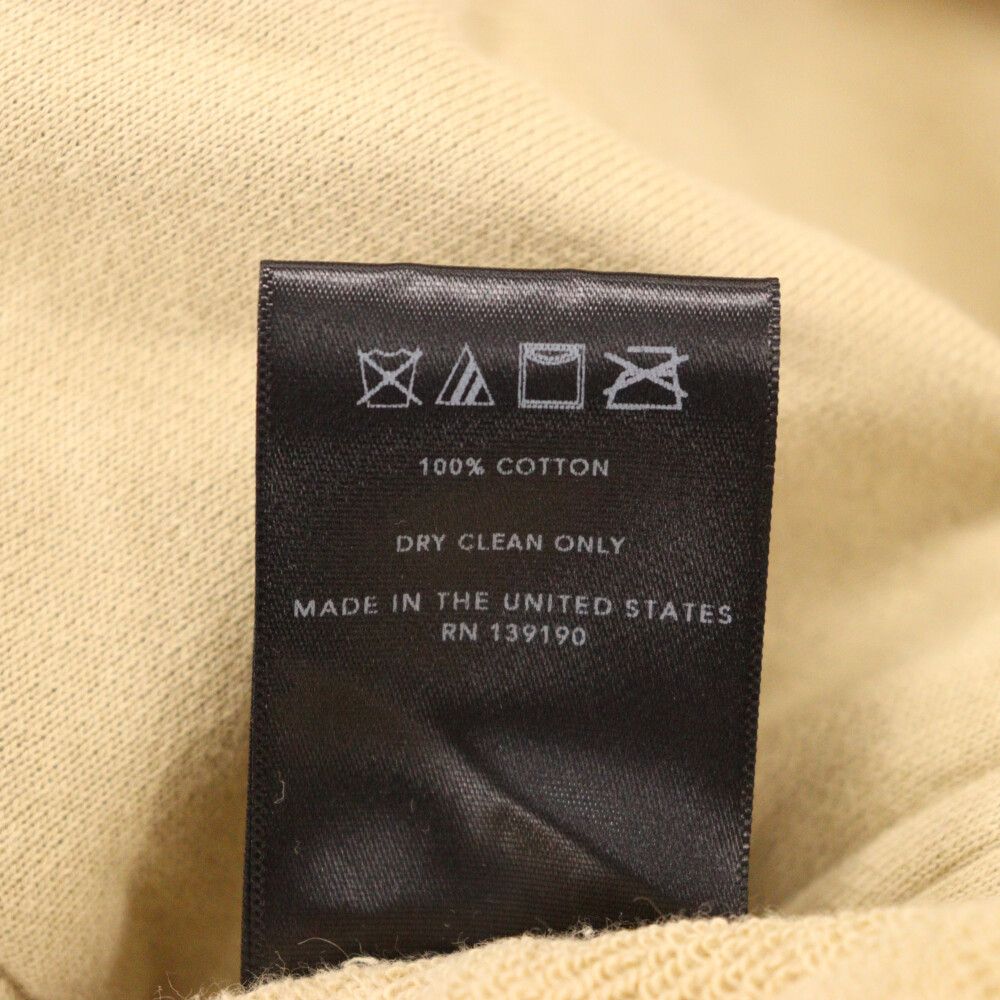 100% COTTON
DRY CLEAN ONLY
MADE IN THE UNITED STATES
RN 139190